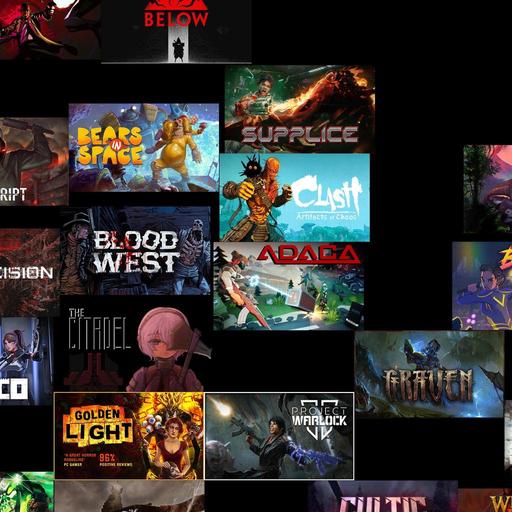 BELOW
SUPPLICE
BEARS
IN
SPACE
RIPT
CLASH
Artifacts of Chaos
BLOOD
WEST
CISION
ADACA
THE
CITADEL
CO
GRAVEN
GOLDEN
LIGHT
"A GREAT HORROR
ROGUELIKE"
PC GAMER
96%
POSITIVE REVIEWS
PROJECT
WARLOCK
CULTIC
W